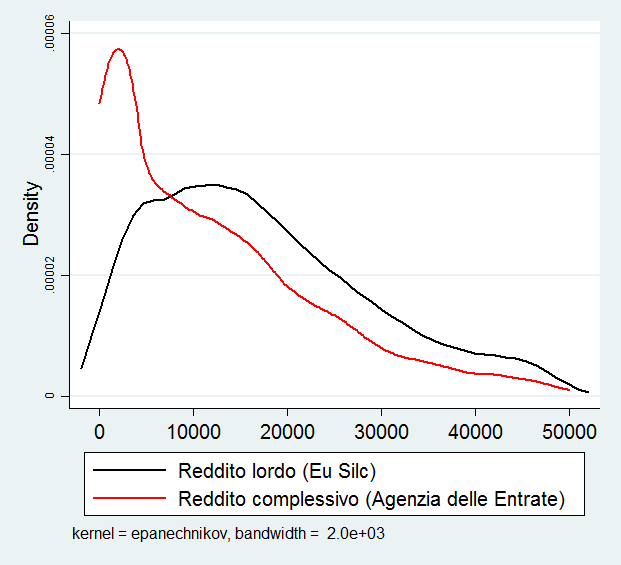 .00006
.00004
.00002
0
Density
0 10000 20000 30000 40000 50000
Reddito lordo (Eu Silc)
Reddito complessivo (Agenzia delle Entrate)
kernel = epanechnikov, bandwidth = 2.0e+03